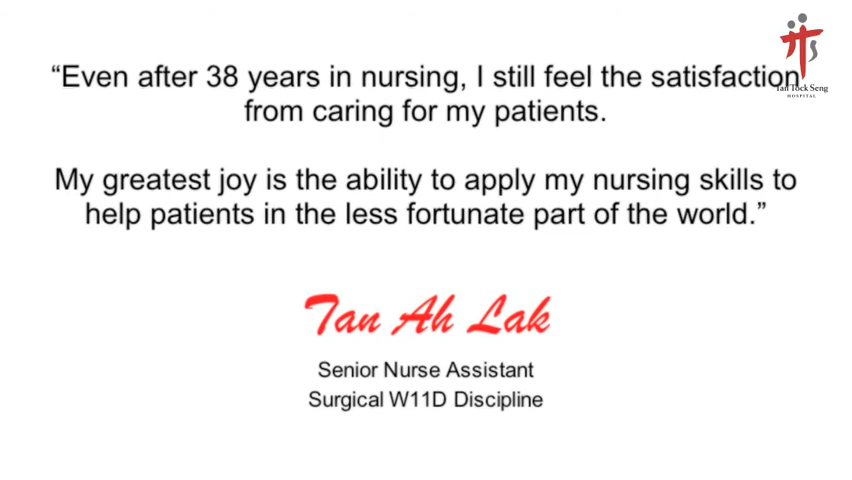 “Even after 38 years in nursing, I still feel the satisfaction
from caring for my patients.
My greatest joy is the ability to apply my nursing skills to
help patients in the less fortunate part of the world.”
Tan Ah Lak
Senior Nurse Assistant
Surgical W11D Discipline
Tan Tock Seng
HOSPITAL